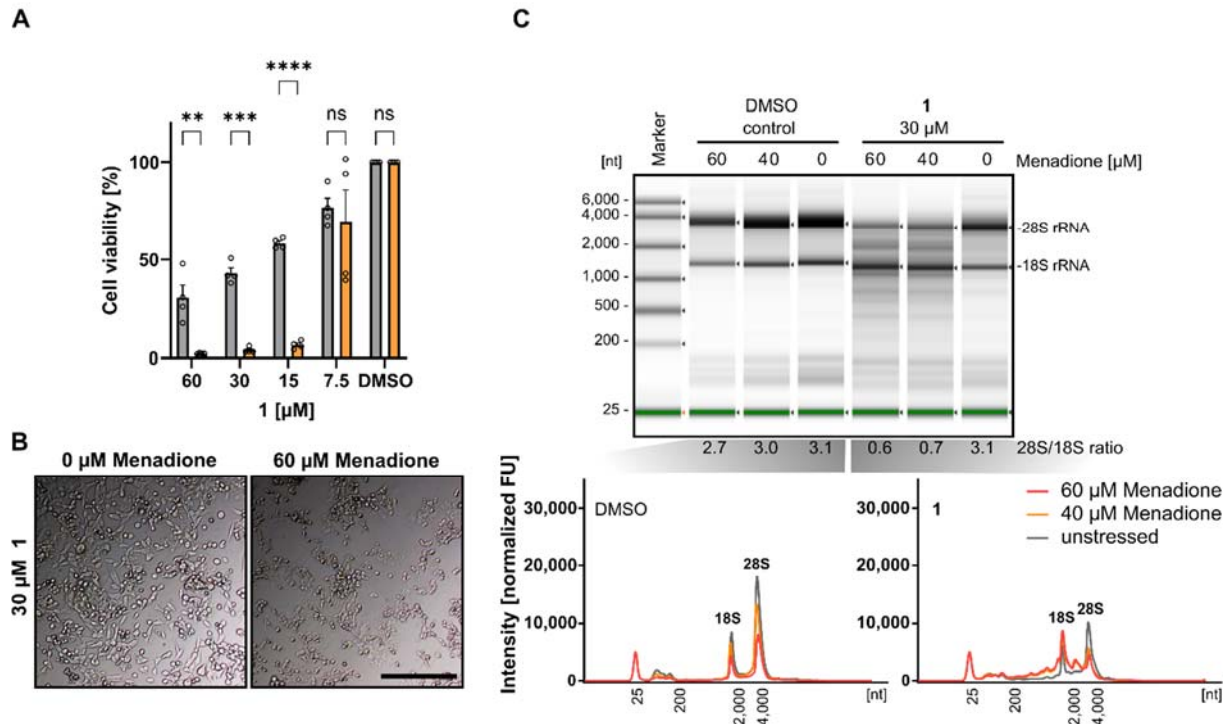 A
**
***
****
ns
ns
100
50
0
Cell viability [%]
60 30 15 7.5 DMSO
1 [µM]
B
0 µM Menadione 60 µM Menadione
30 µM 1
C
Marker
DMSO
control
1
30 µM
[nt]
60 40 0 60 40 0 Menadione [µM]
6,000 -
4,000 -
2,000 -
1,000 -
500 -
200 -
25 -
-28S rRNA
-18S rRNA
2.7 3.0 3.1 0.6 0.7 3.1 28S/18S ratio
Intensity [normalized FU]
30,000
20,000
10,000
0
DMSO
18S
28S
25 200 2,000 4,000 [nt]
30,000
20,000
10,000
0
1
60 µM Menadione
40 µM Menadione
unstressed
18S
28S
25 200 2,000 4,000 [nt]